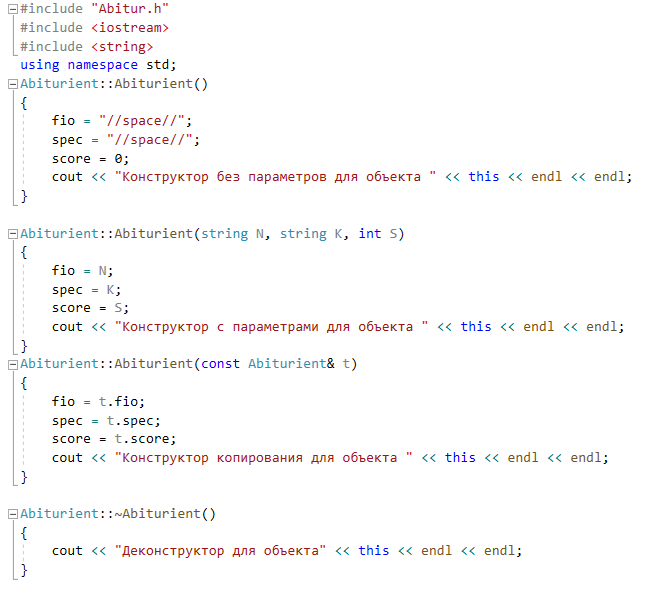 #include "Abitur.h"
#include <iostream>
#include <string>
using namespace std;
Abiturient::Abiturient()
{
    fio = "//space//";
    spec = "//space//";
    score = 0;
    cout << "Конструктор без параметров для объекта " << this << endl << endl;
}

Abiturient::Abiturient(string N, string K, int S)
{
    fio = N;
    spec = K;
    score = S;
    cout << "Конструктор с параметрами для объекта " << this << endl << endl;
}
Abiturient::Abiturient(const Abiturient& t)
{
    fio = t.fio;
    spec = t.spec;
    score = t.score;
    cout << "Конструктор копирования для объекта " << this << endl << endl;
}

Abiturient::~Abiturient()
{
    cout << "Деконструктор для объекта" << this << endl << endl;
}